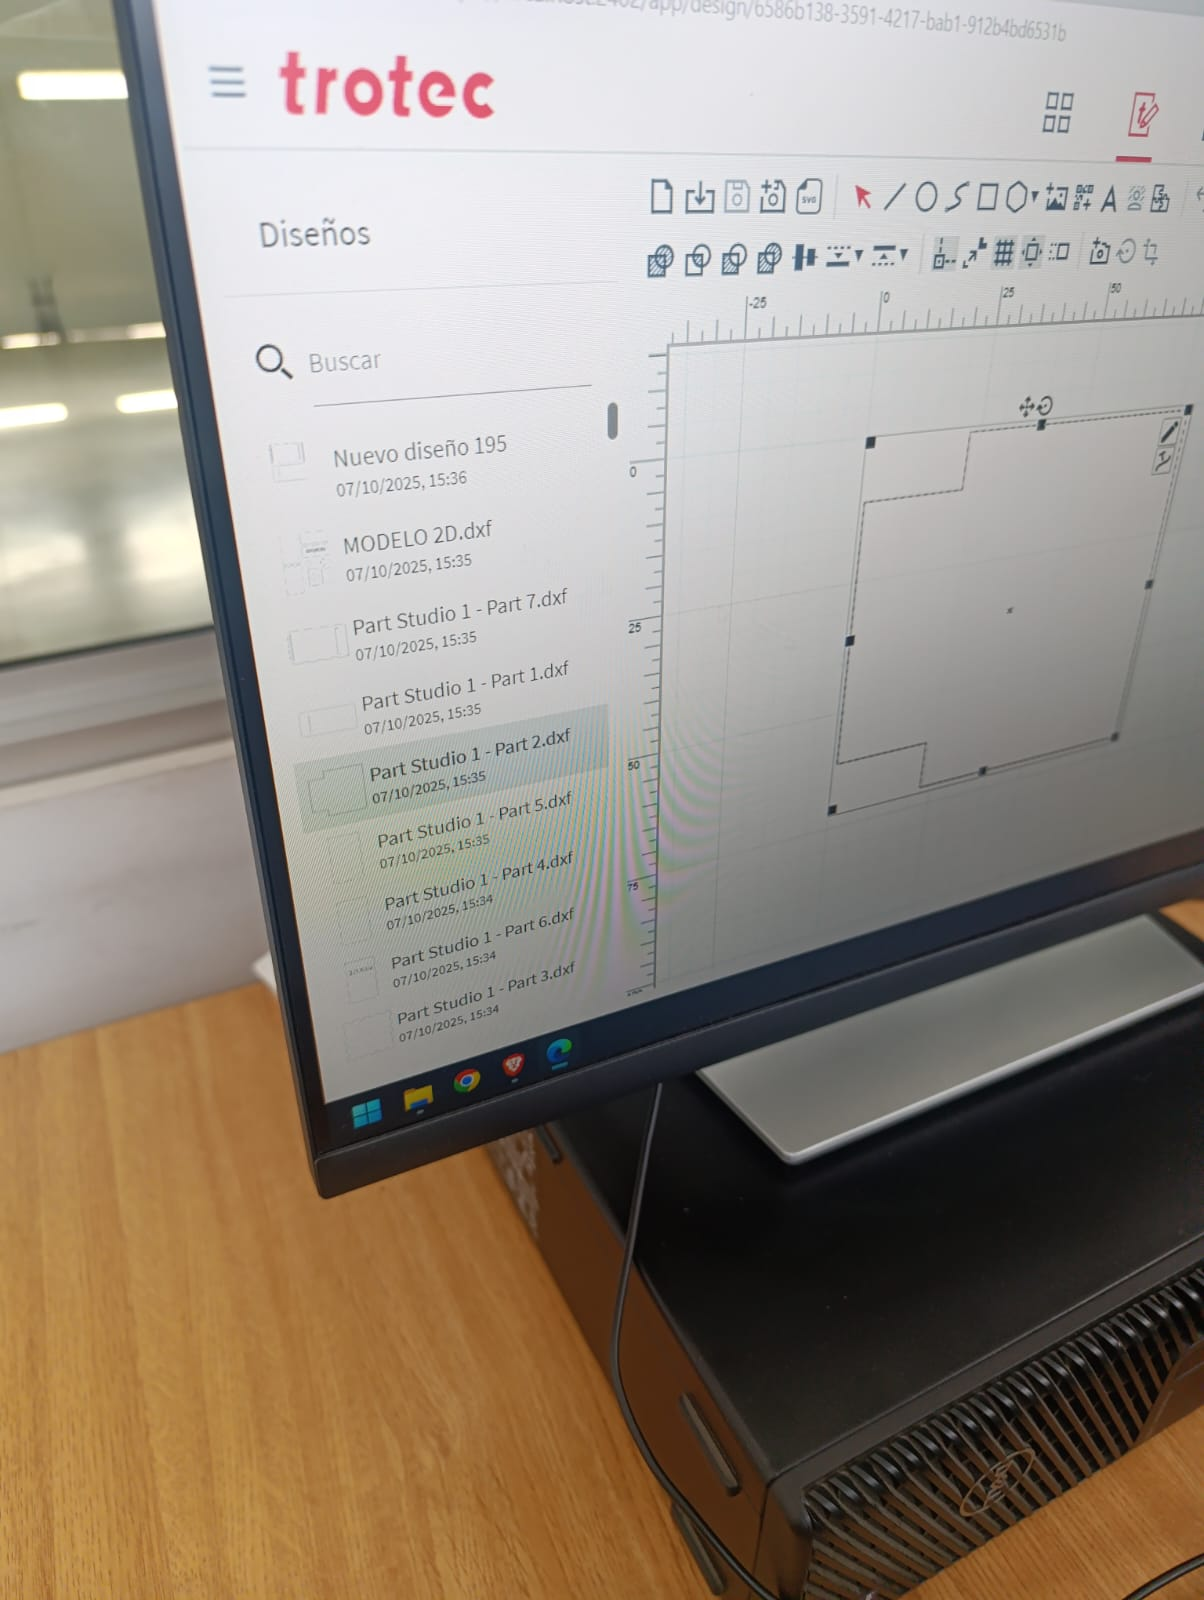 /app/design/6586b138-3591-4217-bab1-912b4bd6531b
trotec
Diseños
SVG
A
Buscar
-25
0
25
50
0
25
50
75
Nuevo diseño 195
07/10/2025, 15:36
MODELO 2D.dxf
07/10/2025, 15:35
Part Studio 1 - Part 7.dxf
07/10/2025, 15:35
Part Studio 1 - Part 1.dxf
07/10/2025, 15:35
Part Studio 1 - Part 2.dxf
07/10/2025, 15:35
Part Studio 1 - Part 5.dxf
07/10/2025, 15:35
Part Studio 1 - Part 4.dxf
07/10/2025, 15:34
Part Studio 1 - Part 6.dxf
07/10/2025, 15:34
Part Studio 1 - Part 3.dxf
07/10/2025, 15:34